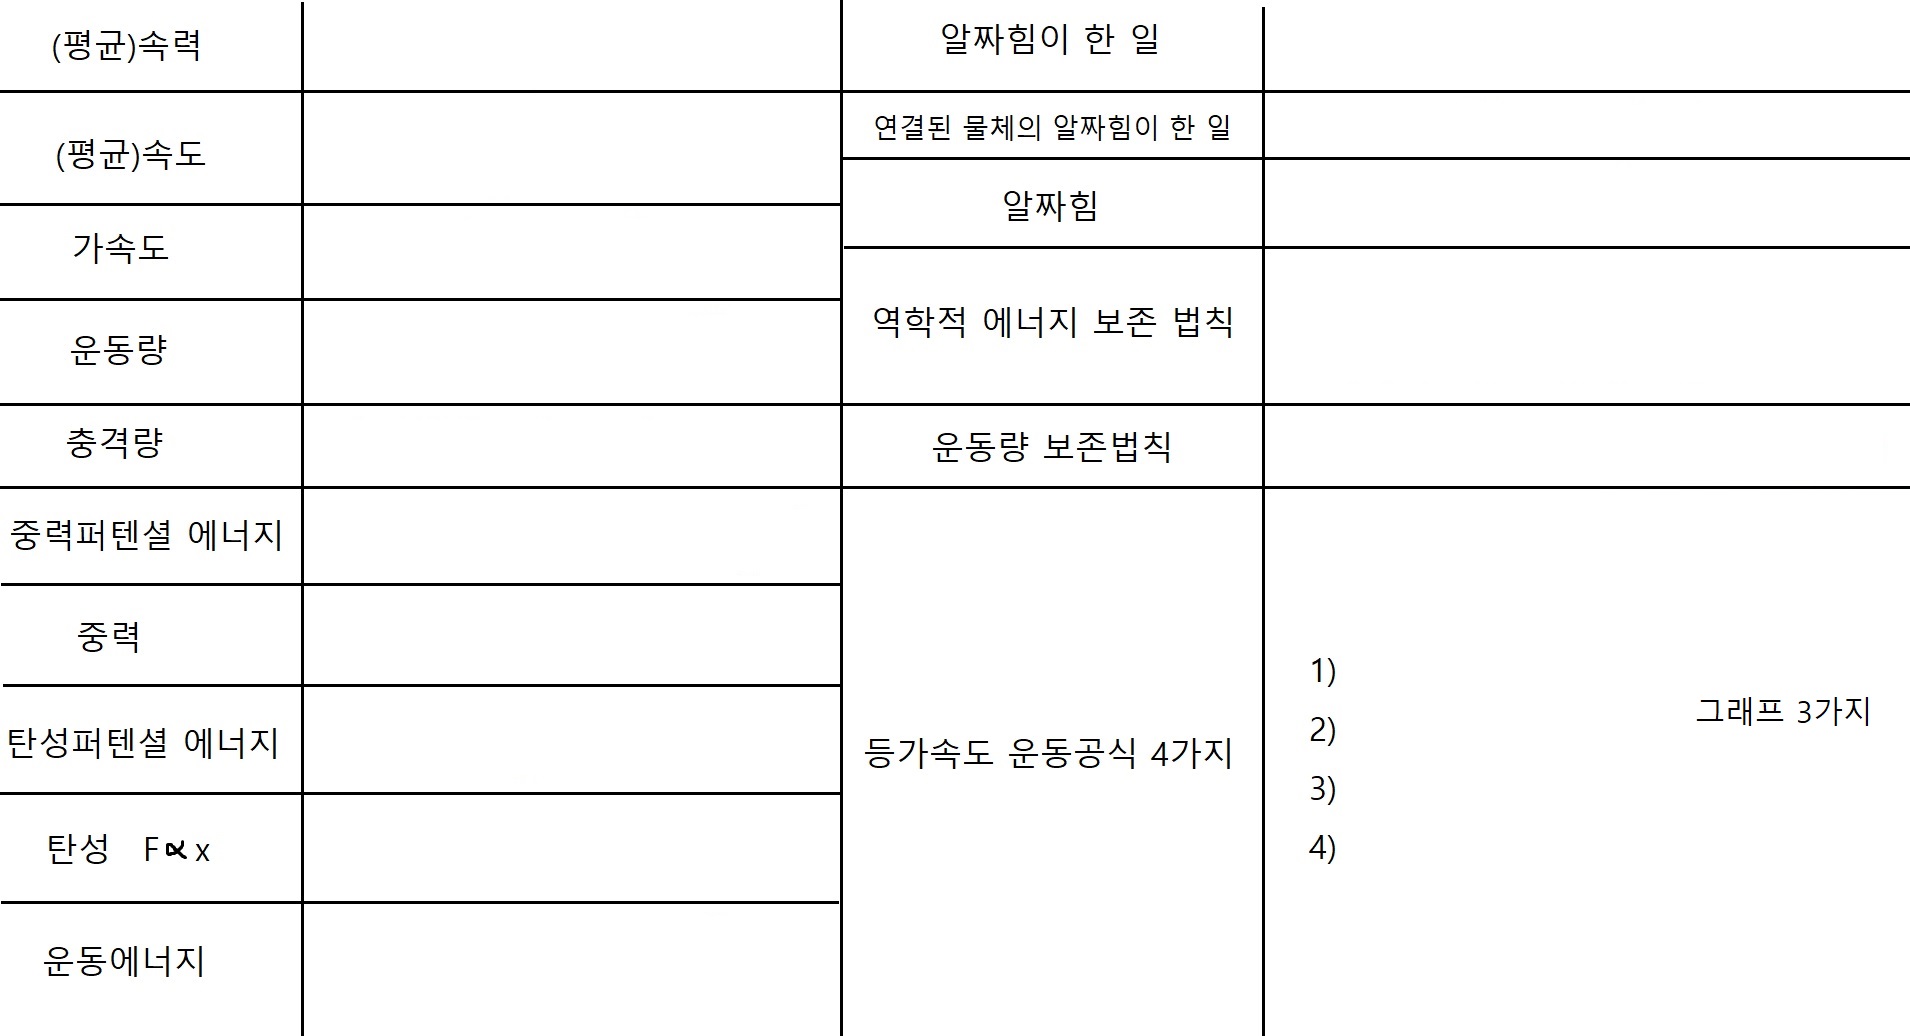 (평균)속력
(평균)속도
가속도
운동량
충격량
중력퍼텐셜 에너지
중력
탄성퍼텐셜 에너지
탄성 F∝x
운동에너지
알짜힘이 한 일
연결된 물체의 알짜힘이 한 일
알짜힘
역학적 에너지 보존 법칙
운동량 보존법칙
등가속도 운동공식 4가지
1)
2)
3)
4)
그래프 3가지